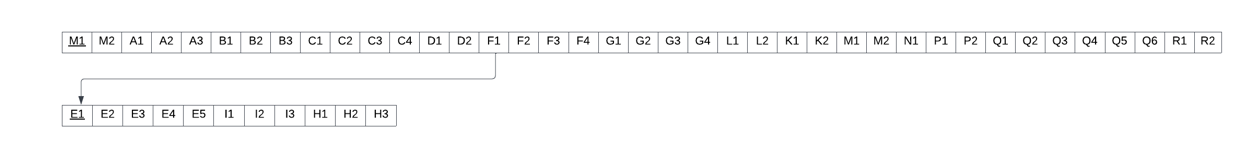 M1 M2 A1 A2 A3 B1 B2 B3 C1 C2 C3 C4 D1 D2 F1 F2 F3 F4 G1 G2 G3 G4 L1 L2 K1 K2 M1 M2 N1 P1 P2 Q1 Q2 Q3 Q4 Q5 Q6 R1 R2
E1 E2 E3 E4 E5 I1 I2 I3 H1 H2 H3